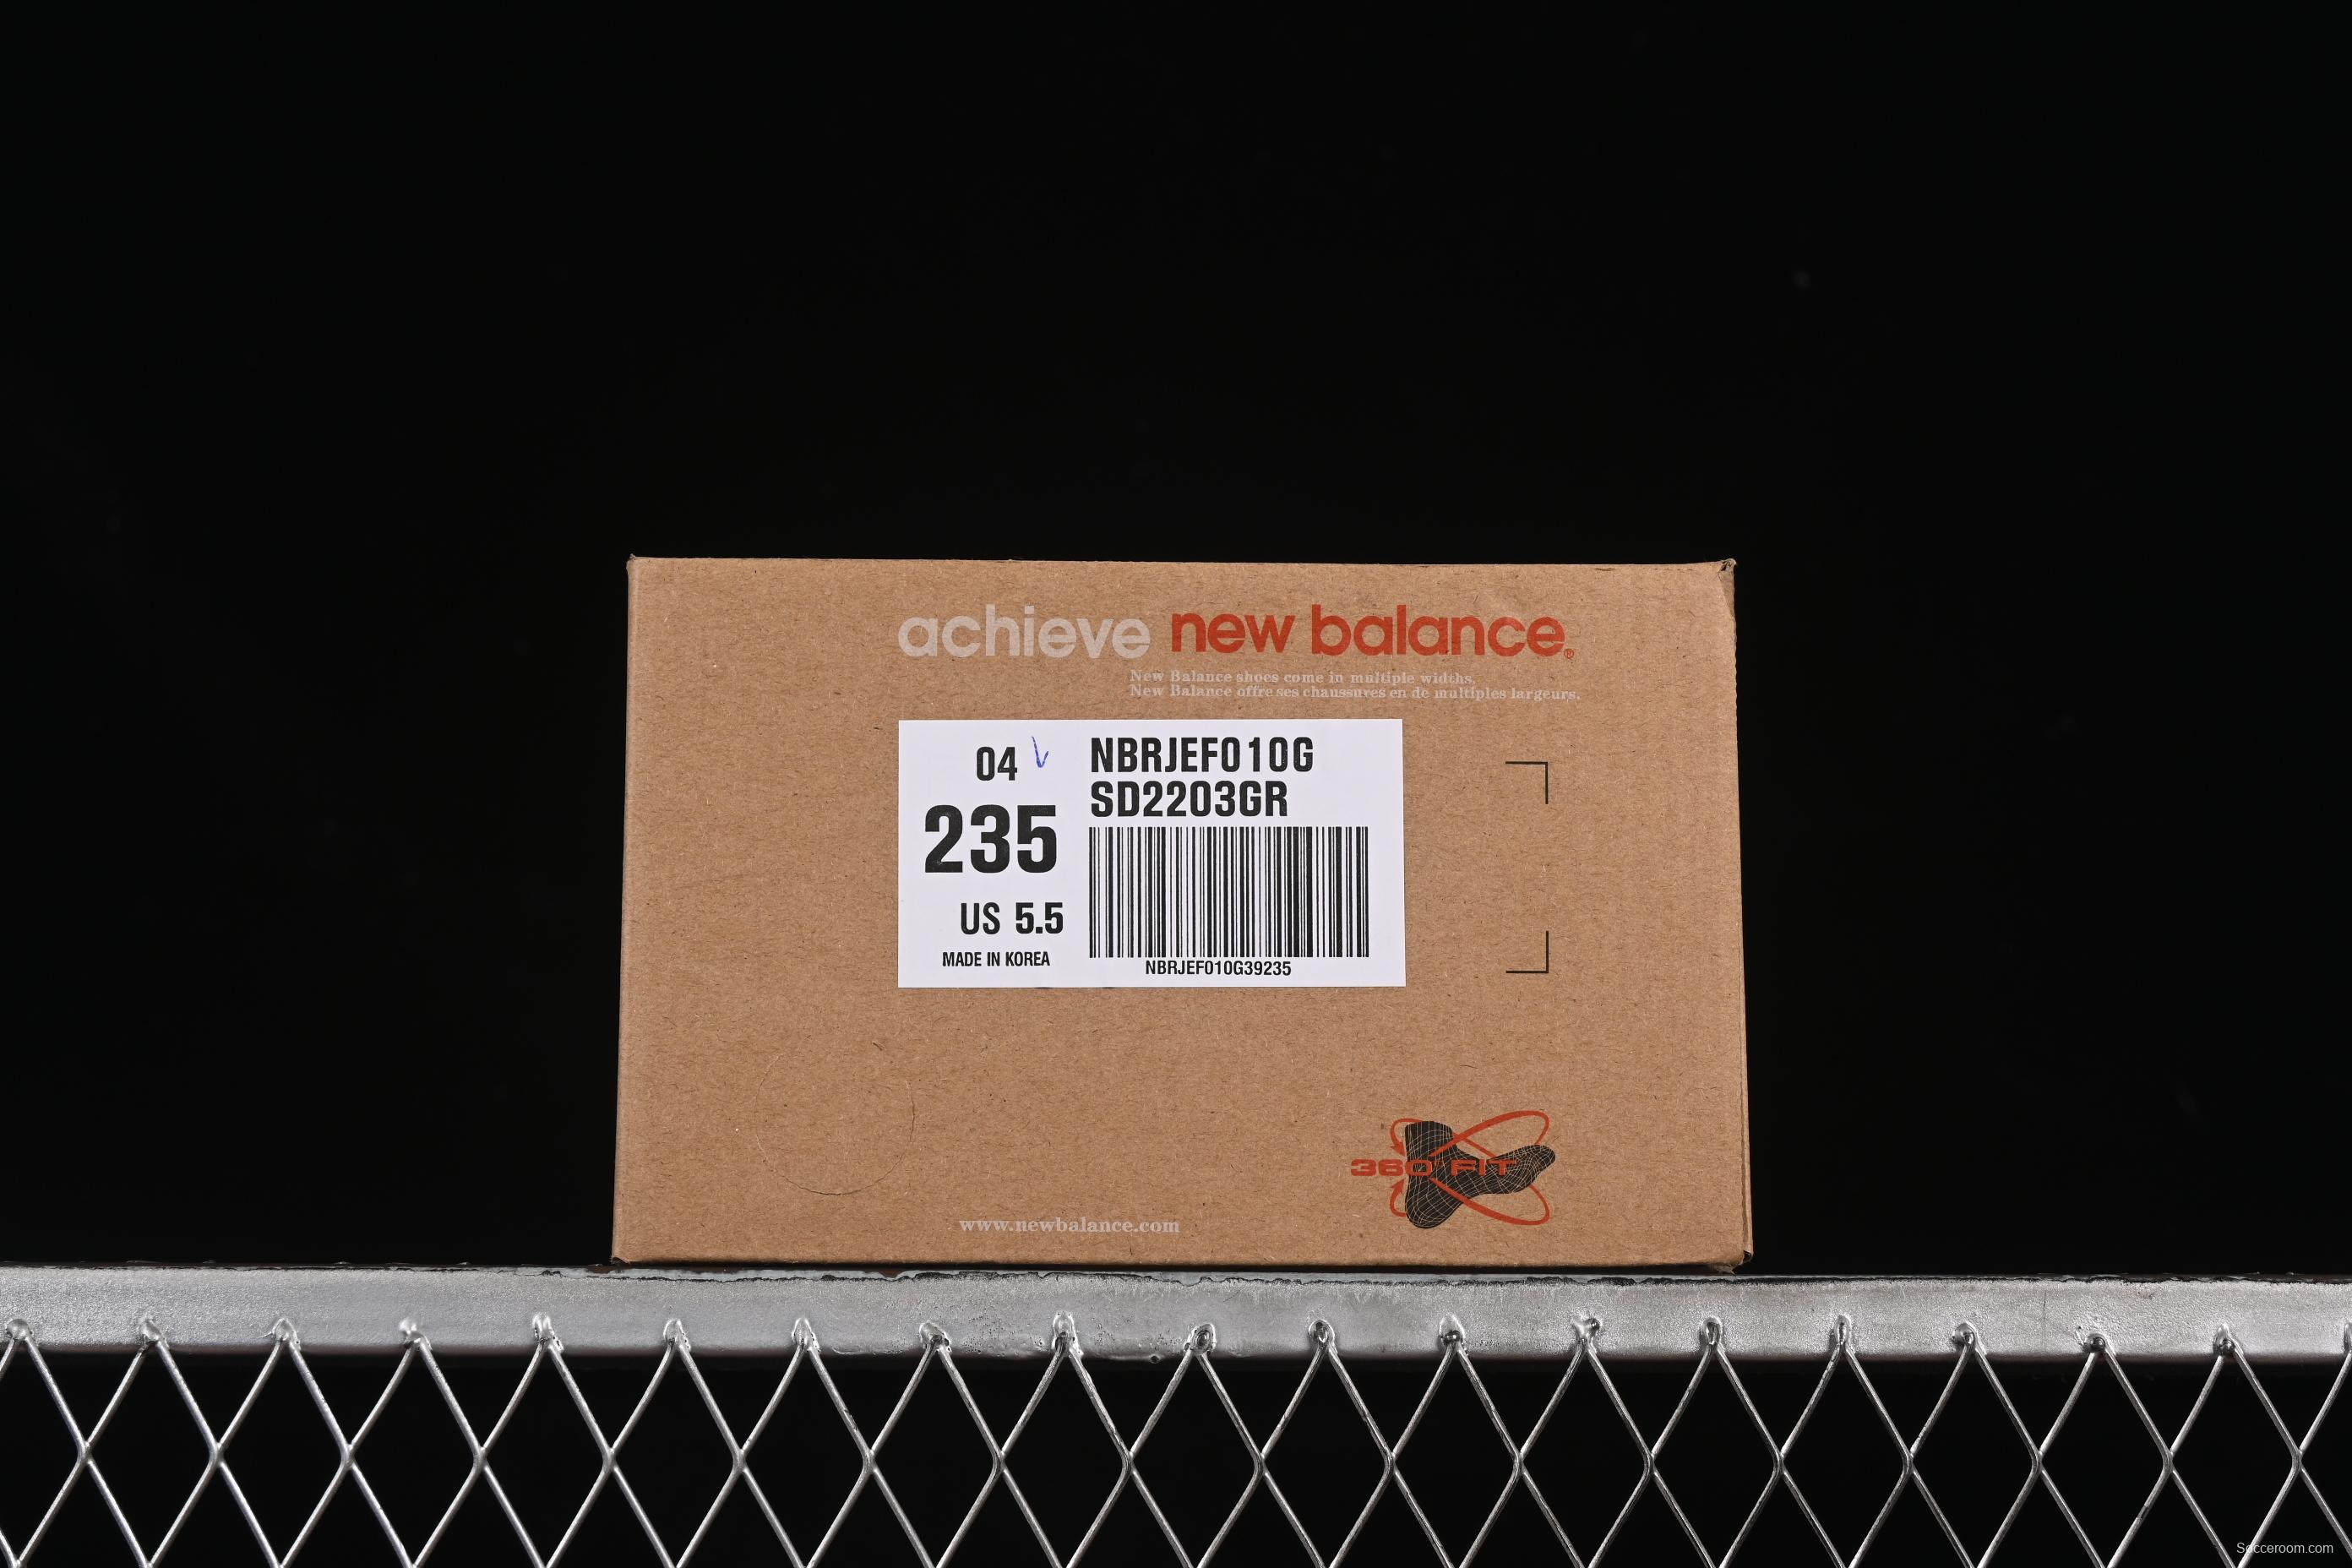 achieve new balance®
New Balance shoes come in multiple widths.
New Balance offre ses chaussures en de multiples largeurs.
04
235
US 5.5
MADE IN KOREA
NBRJEF010G
SD2203GR
NBRJEF010G39235
360° FIT
www.newbalance.com
Socceroom.com